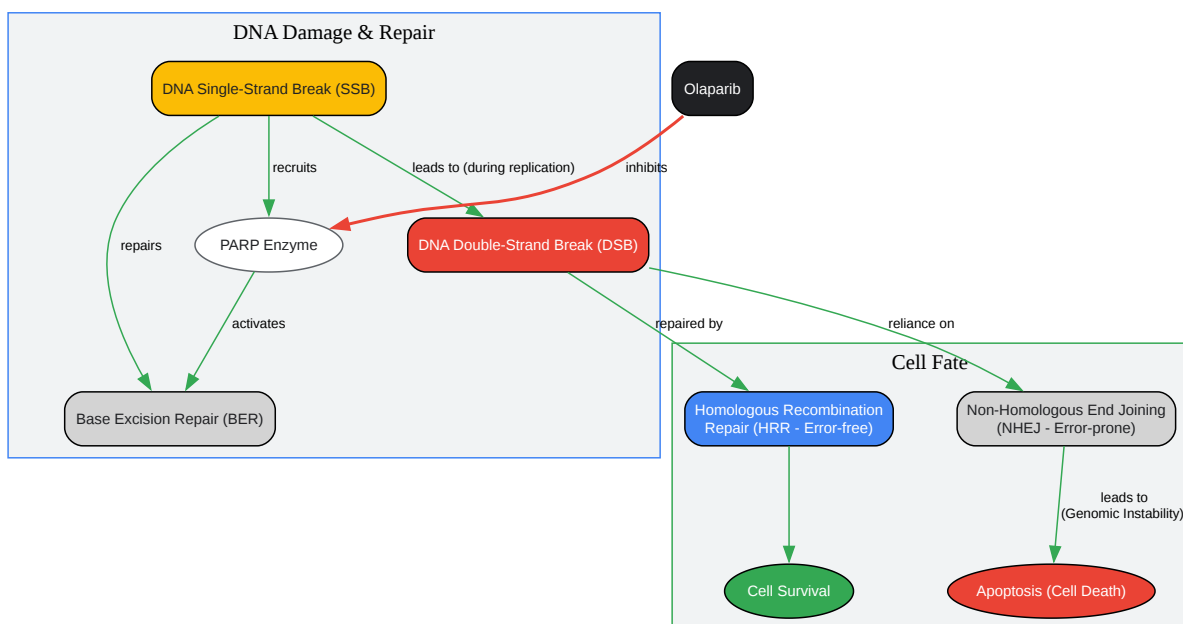 DNA Damage & Repair
DNA Single-Strand Break (SSB)
Olaparib
recruits
leads to (during replication)
inhibits
repairs
PARP Enzyme
DNA Double-Strand Break (DSB)
activates
repaired by
reliance on
Cell Fate
Base Excision Repair (BER)
Homologous Recombination
Repair (HRR - Error-free)
Non-Homologous End Joining
(NHEJ - Error-prone)
leads to
(Genomic Instability)
Cell Survival
Apoptosis (Cell Death)